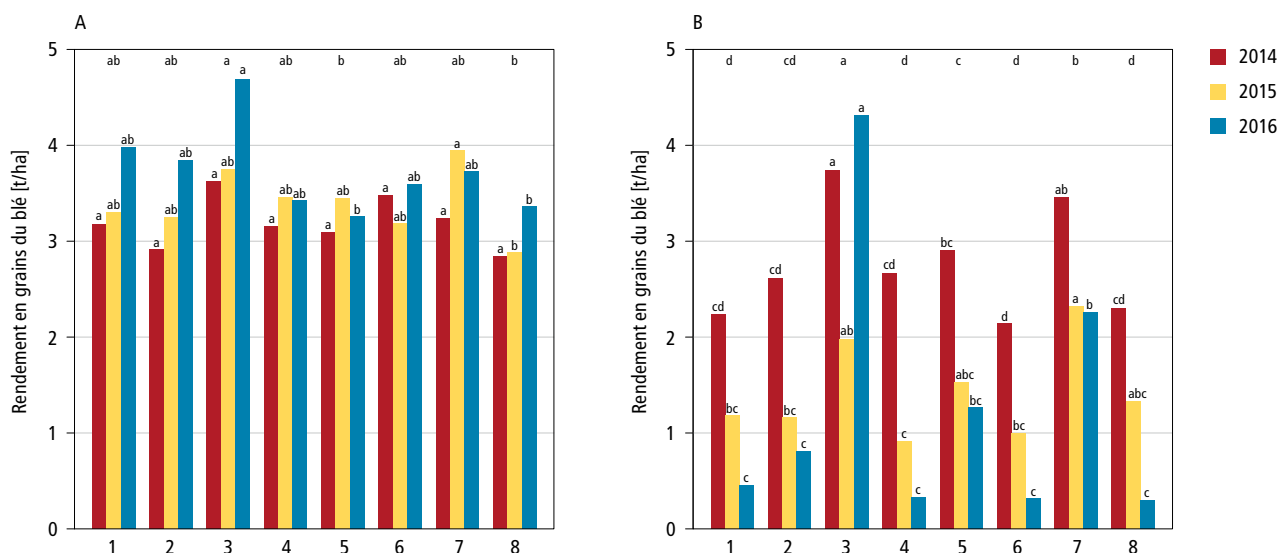 A
Rendement en grains du blé [t/ha]
5
4
3
2
1
0
ab ab a ab b ab ab b
a ab ab
a ab ab
a ab a
a ab ab
a ab b
a ab ab
a a ab
a b b
1 2 3 4 5 6 7 8
B
Rendement en grains du blé [t/ha]
5
4
3
2
1
0
d cd a d c d b d
cd bc c
cd bc c
a ab a
cd c c
bc abc bc
d bc c
ab a b
cd abc c
1 2 3 4 5 6 7 8
2014
2015
2016